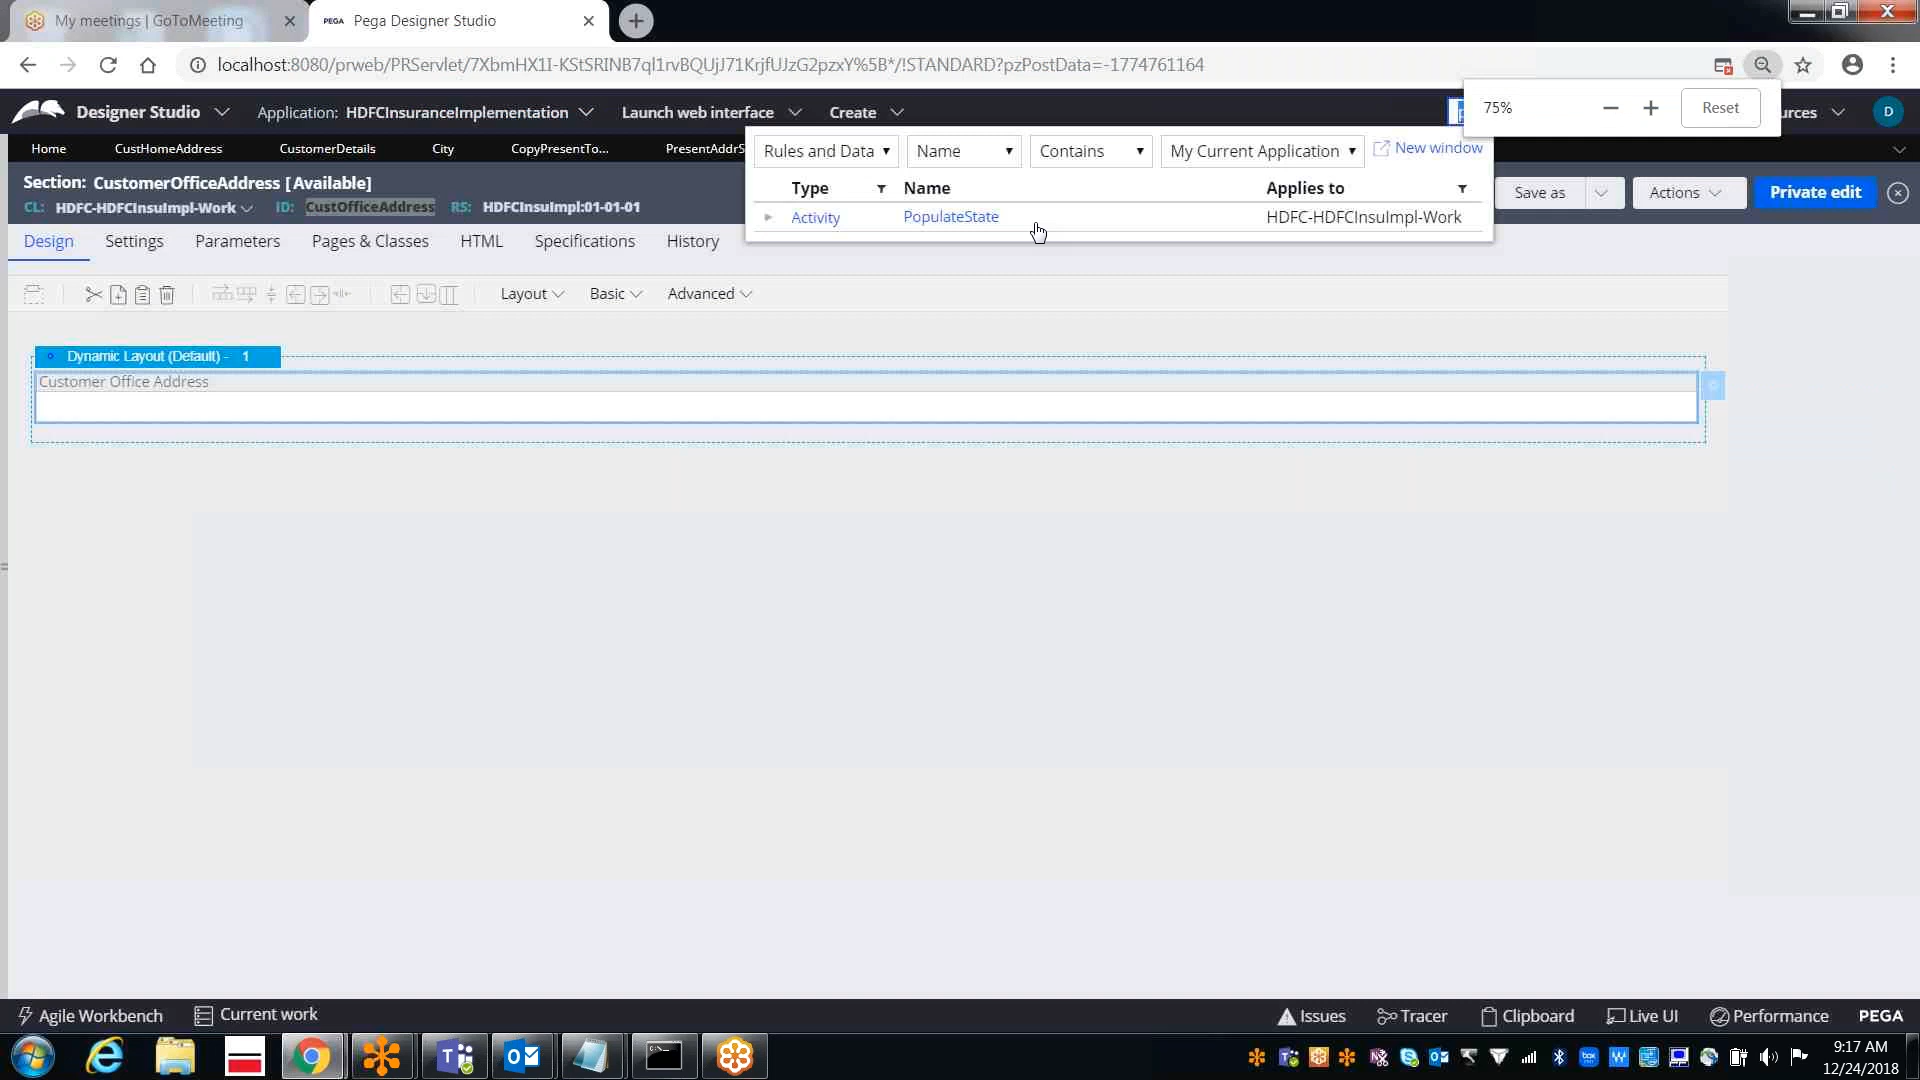 My meetings | GoToMeeting
PEGA Pega Designer Studio
localhost:8080/prweb/PRServlet/7XbmHX1I-KStSRINB7ql1rvBQUjJ71KrjfUJzG2pzxY%5B*/!STANDARD?pzPostData=-1774761164
75%
Reset
Designer Studio
Application: HDFCInsuranceImplementation
Launch web interface
Create
urces
D
Home
CustHomeAddress
CustomerDetails
City
CopyPresentTo...
PresentAddrS
Rules and Data
Name
Contains
My Current Application
New window
Type
Name
Applies to
Activity
PopulateState
HDFC-HDFCInsuImpl-Work
Section: CustomerOfficeAddress [Available]
CL: HDFC-HDFCInsuImpl-Work ID: CustOfficeAddress RS: HDFCInsuImpl:01-01-01
Save as
Actions
Private edit
Design
Settings
Parameters
Pages & Classes
HTML
Specifications
History
Layout
Basic
Advanced
Dynamic Layout (Default) - 1
Customer Office Address
Agile Workbench
Current work
Issues
Tracer
Clipboard
Live UI
Performance
PEGA
9:17 AM
12/24/2018